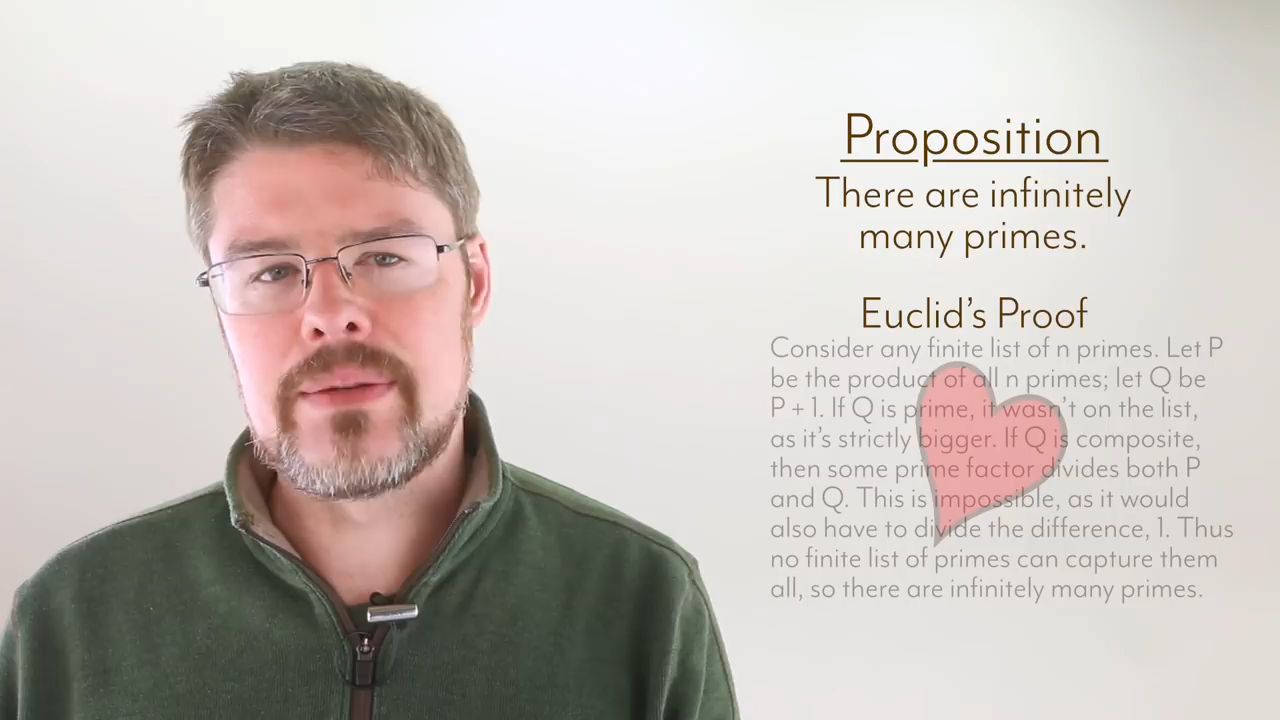 Proposition
There are infinitely
many primes.
Euclid's Proof
Consider any finite list of n primes. Let P
be the product of all n primes; let Q be
P + 1. If Q is prime, it wasn't on the list,
as it's strictly bigger. If Q is composite,
then some prime factor divides both P
and Q. This is impossible, as it would
also have to divide the difference, 1. Thus
no finite list of primes can capture them
all, so there are infinitely many primes.